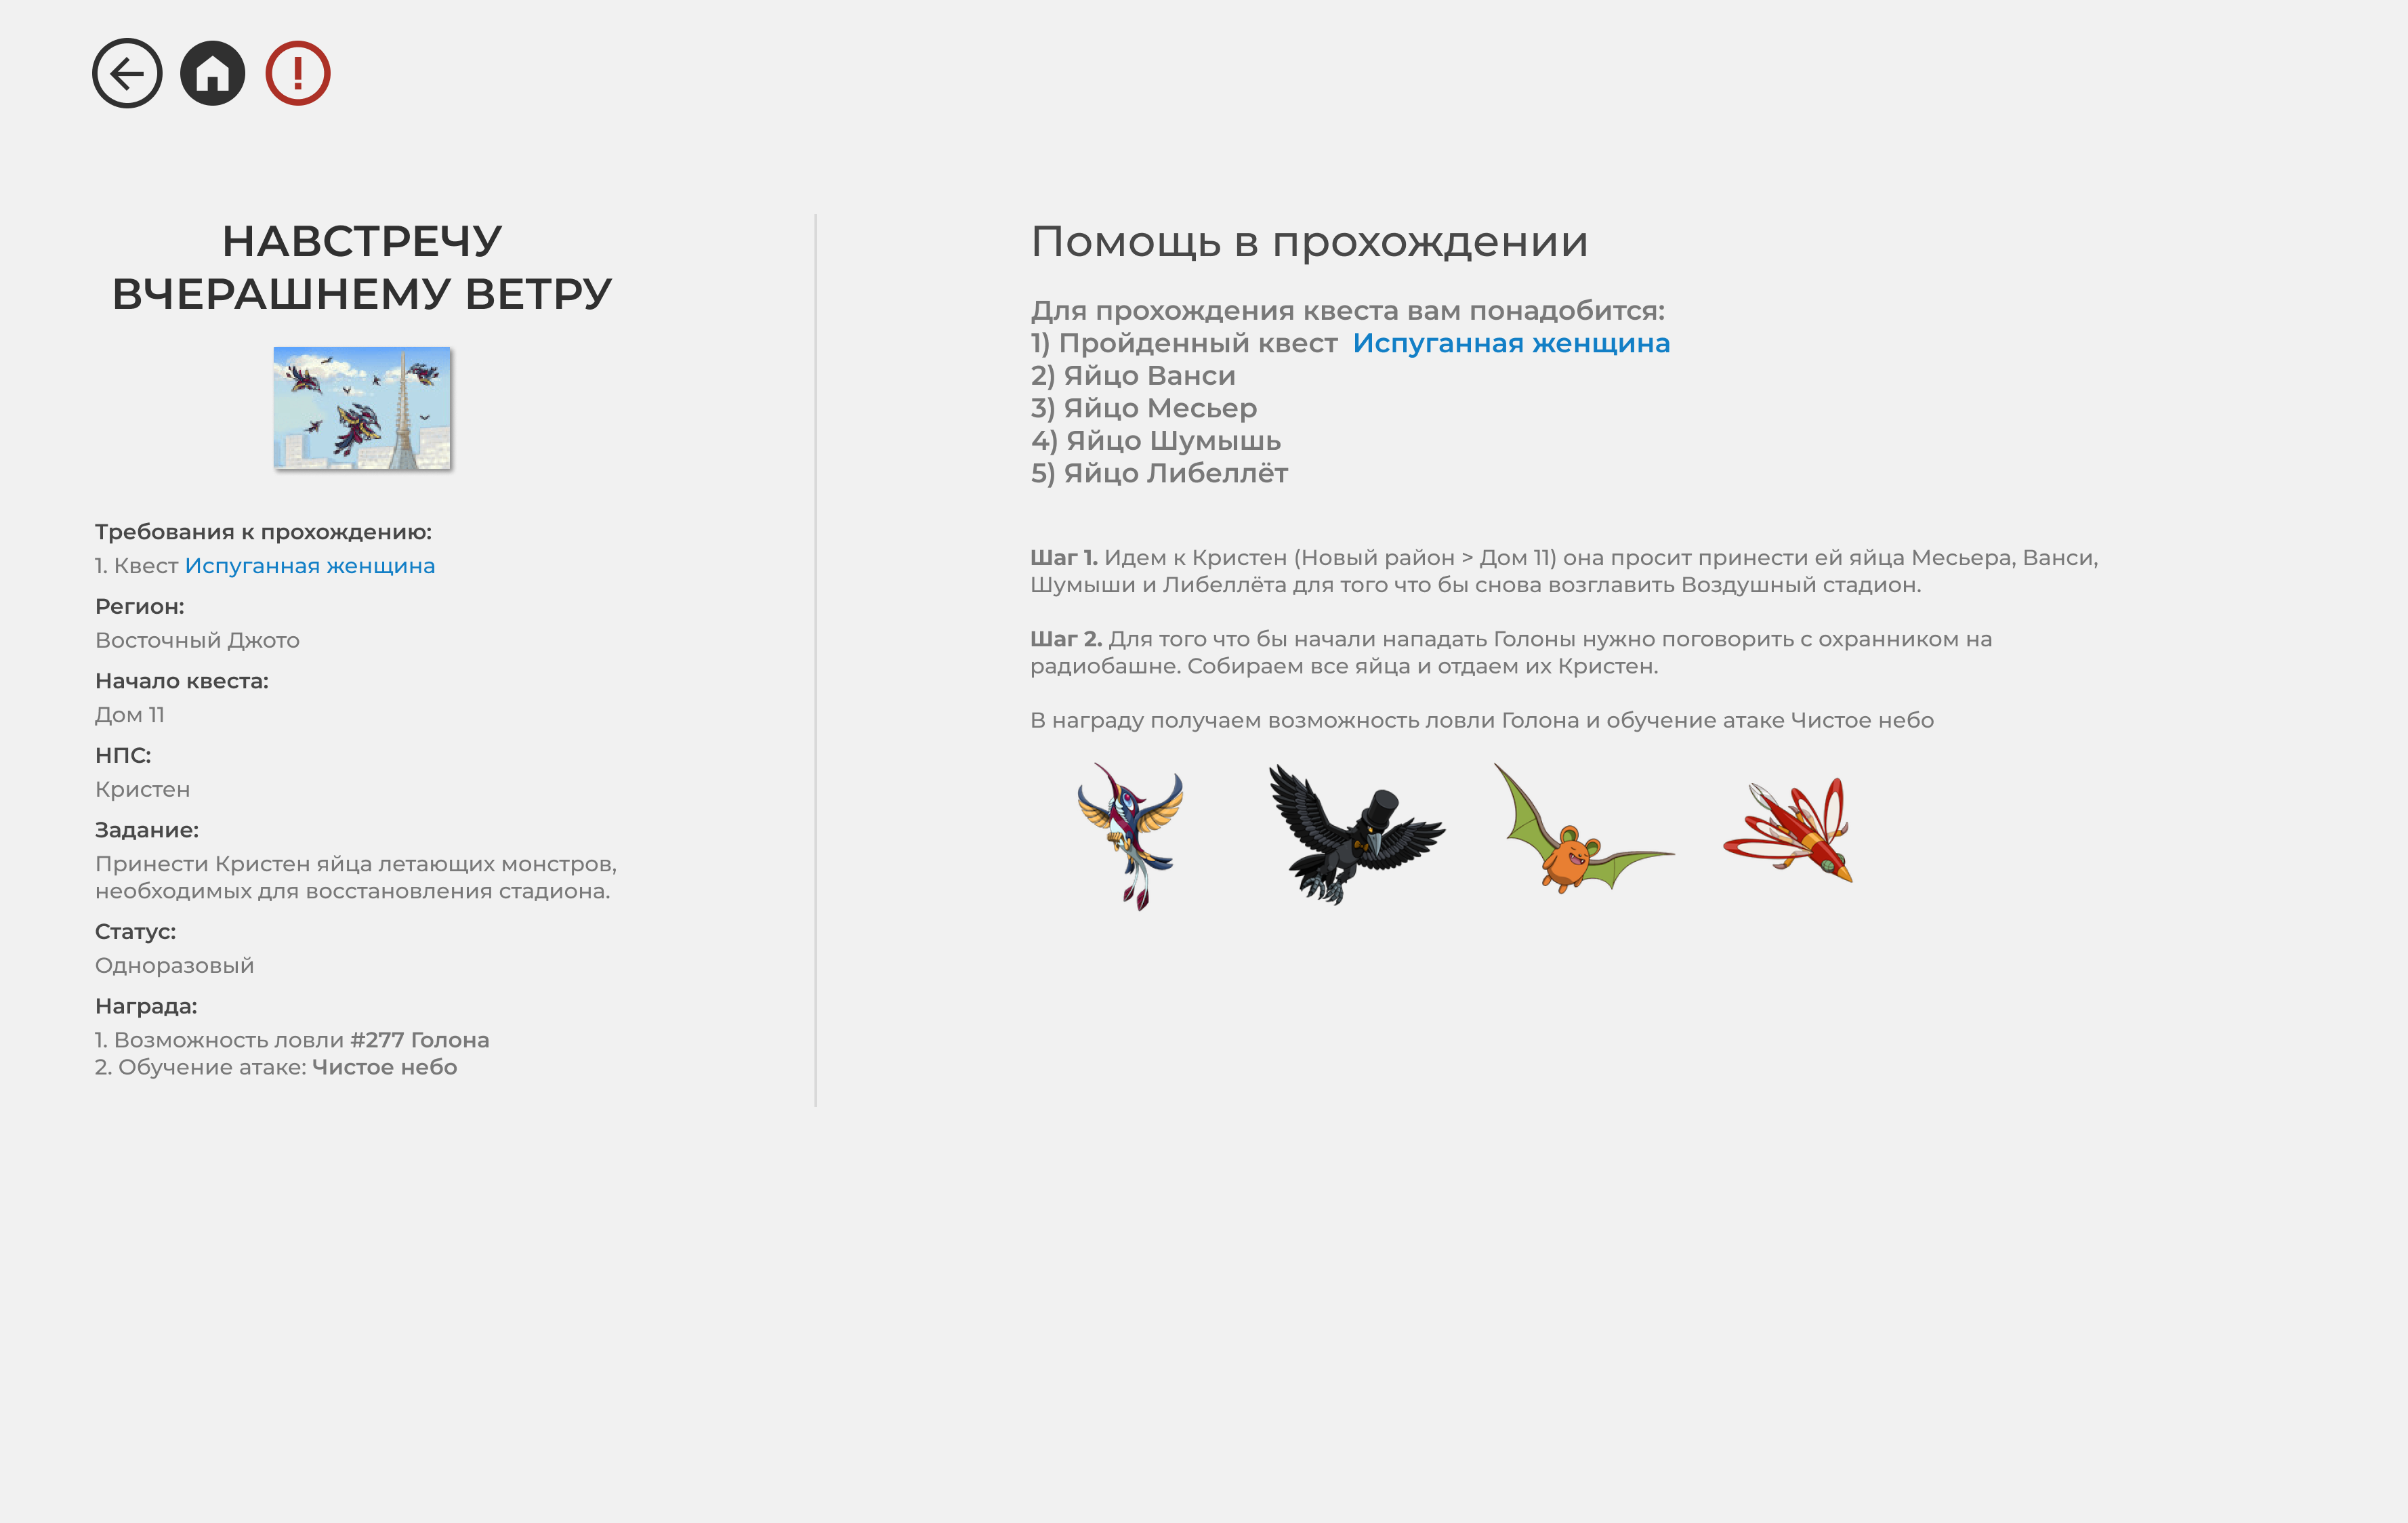 НАВСТРЕЧУ
ВЧЕРАШНЕМУ ВЕТРУ
Требования к прохождению:
1. Квест Испуганная женщина
Регион:
Восточный Джото
Начало квеста:
Дом 11
НПС:
Кристен
Задание:
Принести Кристен яйца летающих монстров,
необходимых для восстановления стадиона.
Статус:
Одноразовый
Награда:
1. Возможность ловли #277 Голона
2. Обучение атаке: Чистое небо
Помощь в прохождении
Для прохождения квеста вам понадобится:
1) Пройденный квест Испуганная женщина
2) Яйцо Ванси
3) Яйцо Месьер
4) Яйцо Шумышь
5) Яйцо Либеллёт
Шаг 1. Идем к Кристен (Новый район > Дом 11) она просит принести ей яйца Месьера, Ванси,
Шумыши и Либеллёта для того что бы снова возглавить Воздушный стадион.
Шаг 2. Для того что бы начали нападать Голоны нужно поговорить с охранником на
радиобашне. Собираем все яйца и отдаем их Кристен.
В награду получаем возможность ловли Голона и обучение атаке Чистое небо